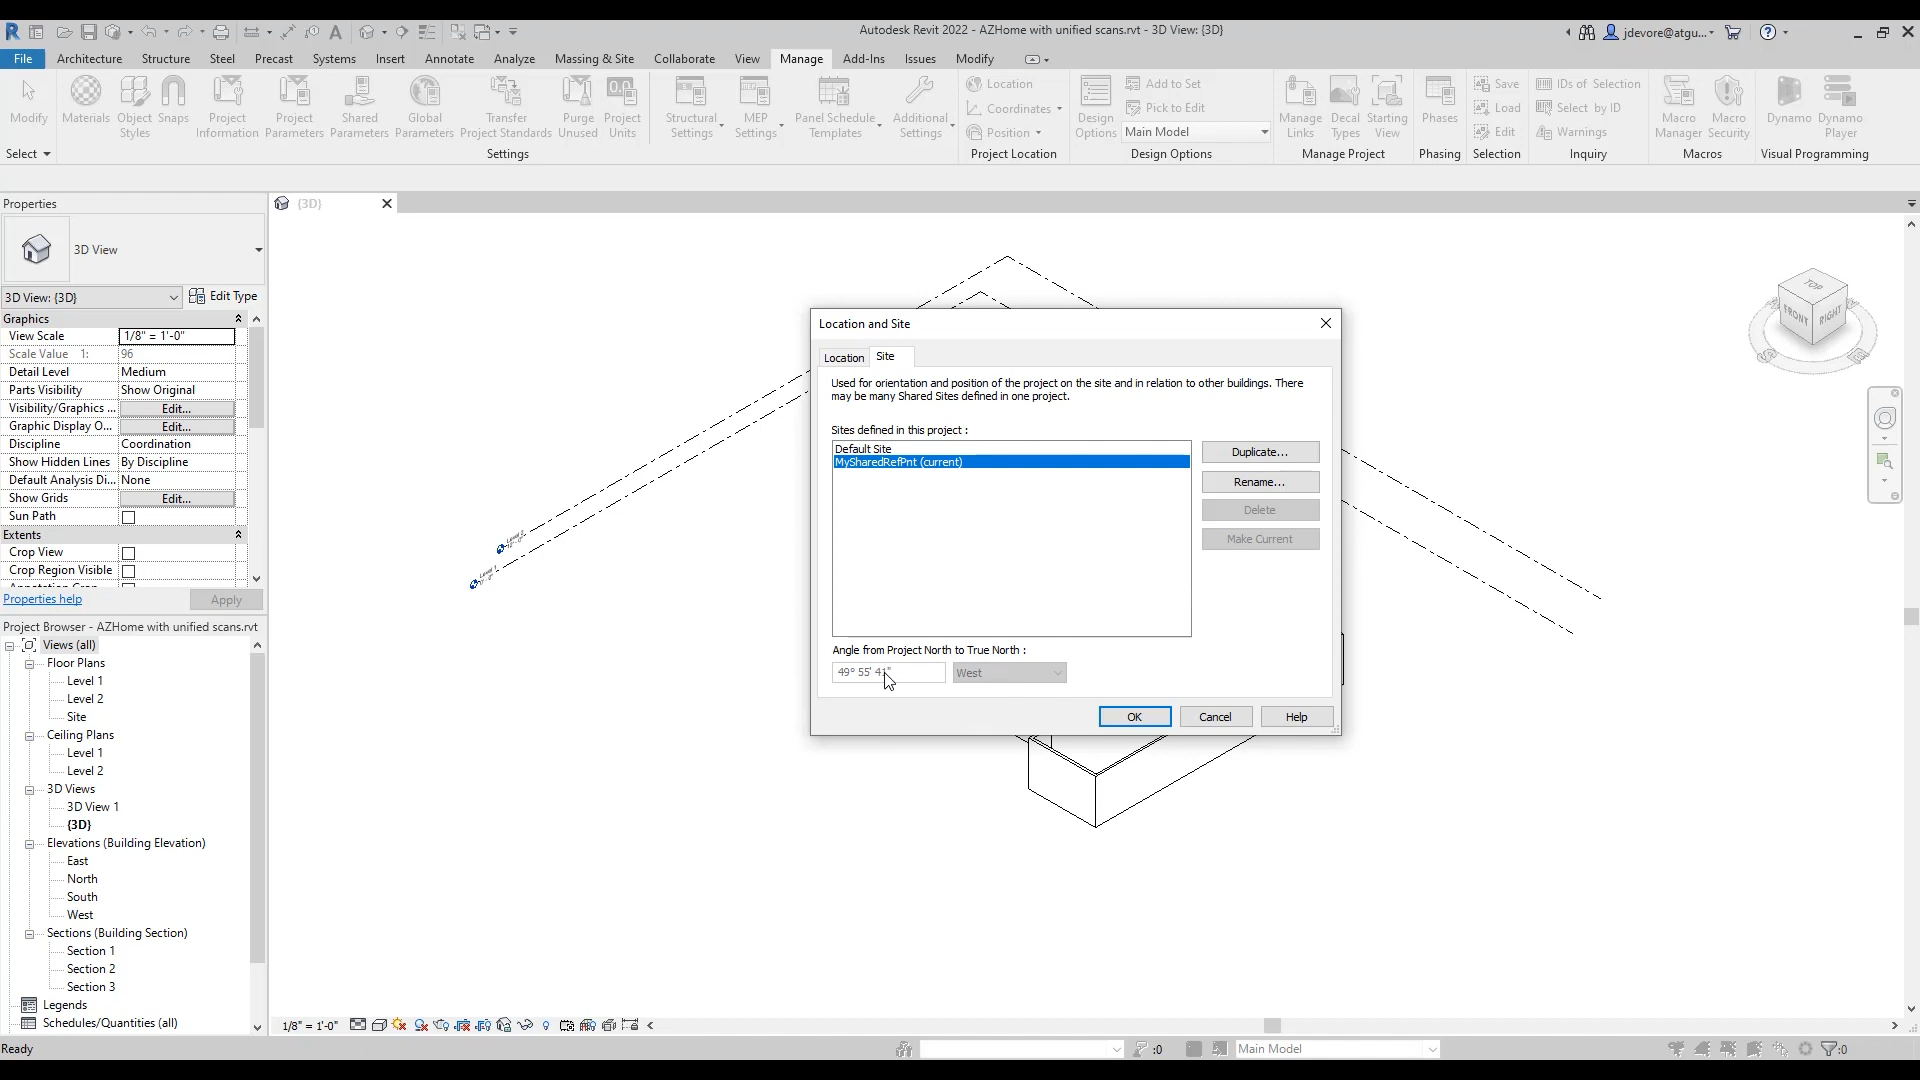 Autodesk Revit 2022 - AZHome with unified scans.rvt - 3D View: {3D}
jdevore@atgu...
File Architecture Structure Steel Precast Systems Insert Annotate Analyze Massing & Site Collaborate View Manage Add-Ins Issues Modify
Modify
Materials
Object Styles
Snaps
Project Information
Project Parameters
Shared Parameters
Global Parameters
Transfer Project Standards
Purge Unused
Project Units
Structural Settings
MEP Settings
Panel Schedule Templates
Additional Settings
Location
Coordinates
Position
Design Options
Add to Set
Pick to Edit
Main Model
Manage Links
Decal Types
Starting View
Phases
Save
Load
Edit
IDs of Selection
Select by ID
Warnings
Macro Manager
Macro Security
Dynamo
Dynamo Player
Select
Settings
Project Location
Design Options
Manage Project
Phasing
Selection
Inquiry
Macros
Visual Programming
Properties
{3D}
3D View
3D View: {3D}
Edit Type
Graphics
View Scale 1/8" = 1'-0"
Scale Value 1: 96
Detail Level Medium
Parts Visibility Show Original
Visibility/Graphics ... Edit...
Graphic Display O... Edit...
Discipline Coordination
Show Hidden Lines By Discipline
Default Analysis Di... None
Show Grids Edit...
Sun Path
Extents
Crop View
Crop Region Visible
Annotation Crop
Properties help
Apply
Project Browser - AZHome with unified scans.rvt
Views (all)
Floor Plans
Level 1
Level 2
Site
Ceiling Plans
Level 1
Level 2
3D Views
3D View 1
{3D}
Elevations (Building Elevation)
East
North
South
West
Sections (Building Section)
Section 1
Section 2
Section 3
Legends
Schedules/Quantities (all)
Location and Site
Location
Site
Used for orientation and position of the project on the site and in relation to other buildings. There
may be many Shared Sites defined in one project.
Sites defined in this project :
Default Site
MySharedRefPnt (current)
Duplicate...
Rename...
Delete
Make Current
Angle from Project North to True North :
49° 55' 41"
West
OK
Cancel
Help
Level 2
Level 1
TOP
FRONT
RIGHT
S
E
1/8" = 1'-0"
Ready
:0
Main Model
:0